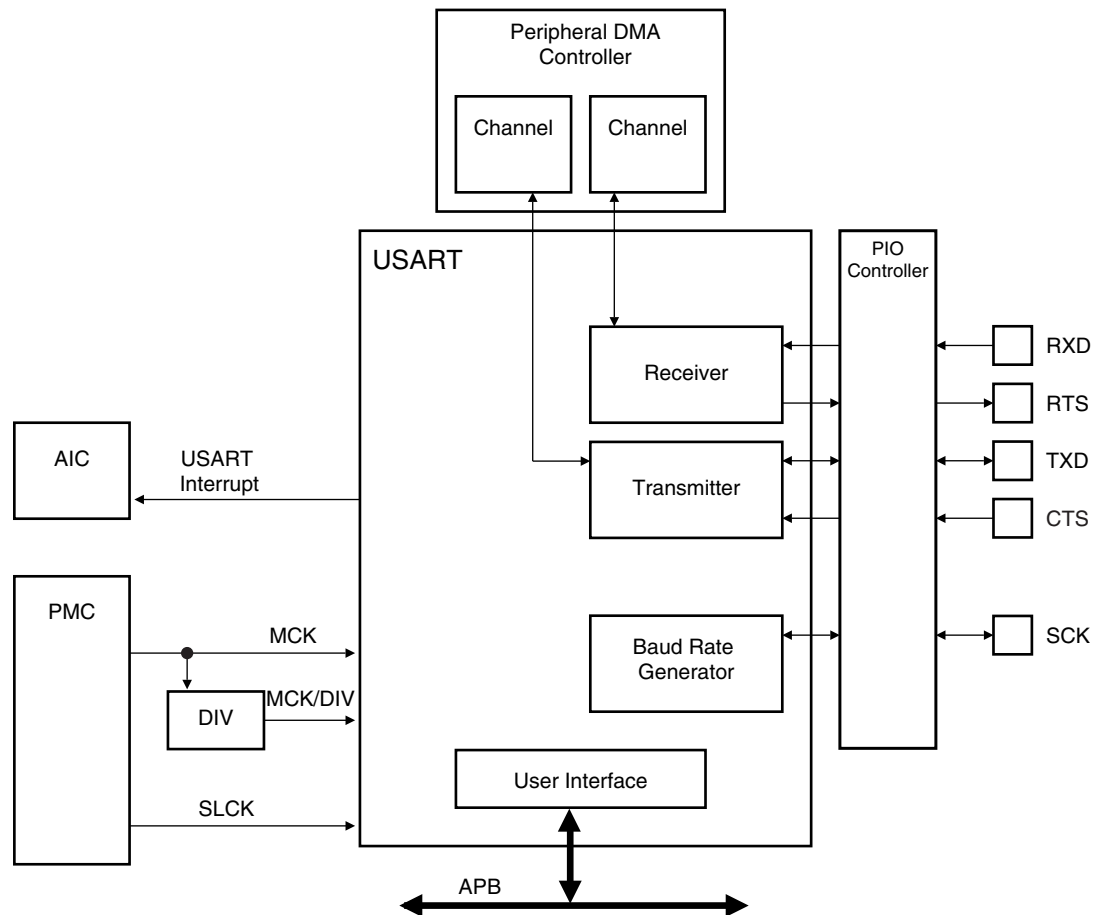 Peripheral DMA
Controller
Channel
Channel
USART
PIO
Controller
Receiver
RXD
RTS
AIC
USART
Interrupt
Transmitter
TXD
CTS
PMC
MCK
Baud Rate
Generator
SCK
DIV
MCK/DIV
User Interface
SLCK
APB